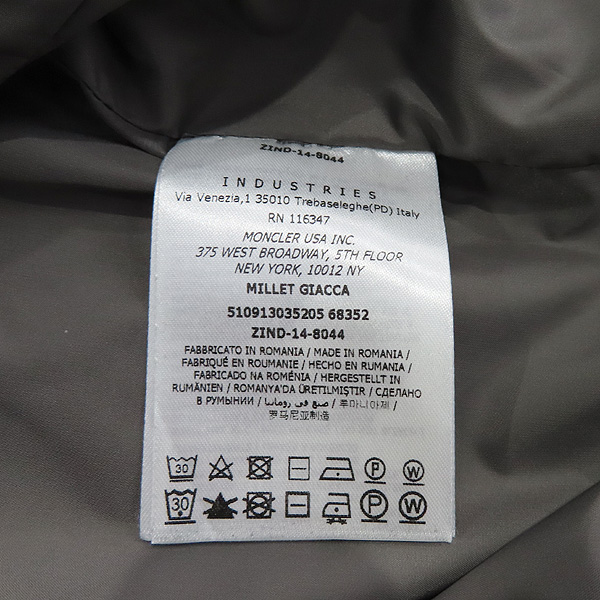 ZIND-14-8044
INDUSTRIES
Via Venezia,1 35010 Trebaseleghe(PD) Italy
RN 116347
MONCLER USA INC.
375 WEST BROADWAY, 5TH FLOOR
NEW YORK, 10012 NY
MILLET GIACCA
510913035205 68352
ZIND-14-8044
FABBRICATO IN ROMANIA / MADE IN ROMANIA /
FABRIQUÉ EN ROUMANIE / HECHO EN RUMANIA /
FABRICADO NA ROMÉNIA / HERGESTELLT IN
RUMÄNIEN / ROMANYA'DA ÜRETILMIŞTIR / СДЕЛАНО
В РУМЫНИИ / صنع في رومانيا / 루마니아제 /
罗马尼亚制造
30 P W
30 P W